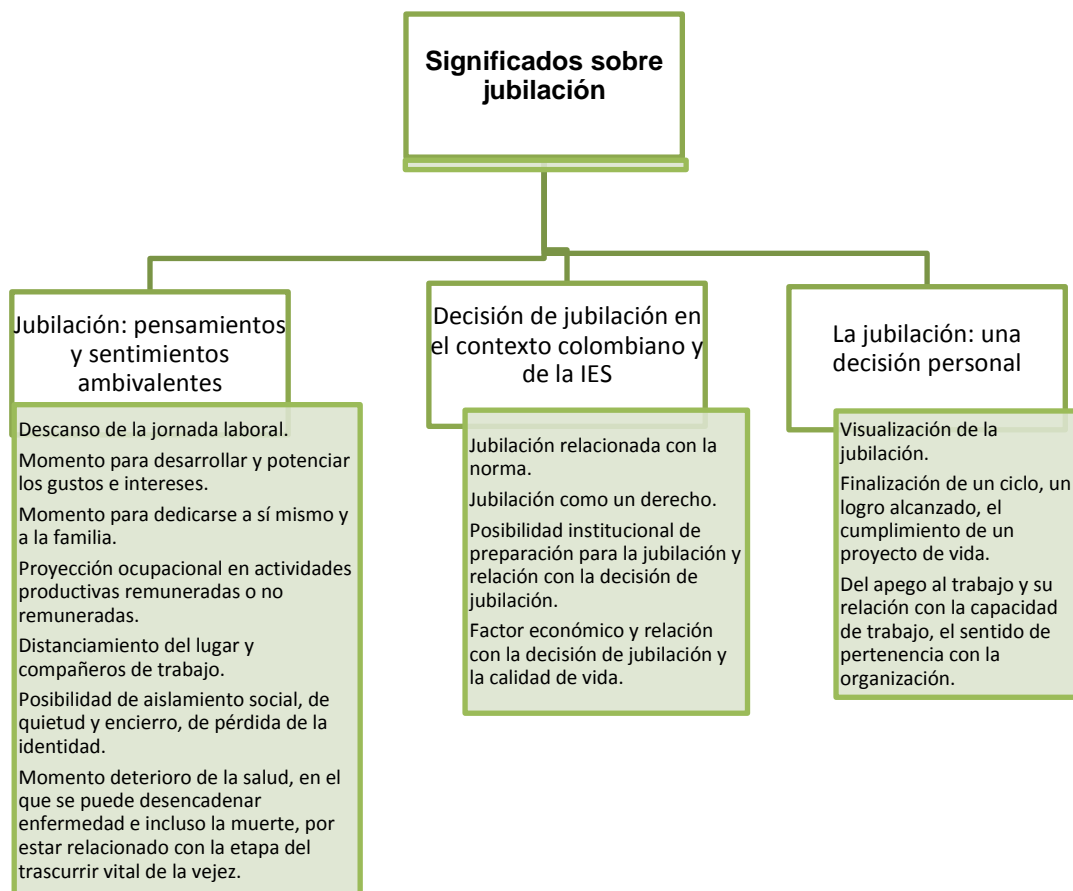 Significados sobre
jubilación
Jubilación: pensamientos
y sentimientos
ambivalentes
Descanso de la jornada laboral.
Momento para desarrollar y potenciar
los gustos e intereses.
Momento para dedicarse a sí mismo y
a la familia.
Proyección ocupacional en actividades
productivas remuneradas o no
remuneradas.
Distanciamiento del lugar y
compañeros de trabajo.
Posibilidad de aislamiento social, de
quietud y encierro, de pérdida de la
identidad.
Momento deterioro de la salud, en el
que se puede desencadenar
enfermedad e incluso la muerte, por
estar relacionado con la etapa del
trascurrir vital de la vejez.
Decisión de jubilación en
el contexto colombiano y
de la IES
Jubilación relacionada con la
norma.
Jubilación como un derecho.
Posibilidad institucional de
preparación para la jubilación y
relación con la decisión de
jubilación.
Factor económico y relación
con la decisión de jubilación y
la calidad de vida.
La jubilación: una
decisión personal
Visualización de la
jubilación.
Finalización de un ciclo, un
logro alcanzado, el
cumplimiento de un
proyecto de vida.
Del apego al trabajo y su
relación con la capacidad
de trabajo, el sentido de
pertenencia con la
organización.